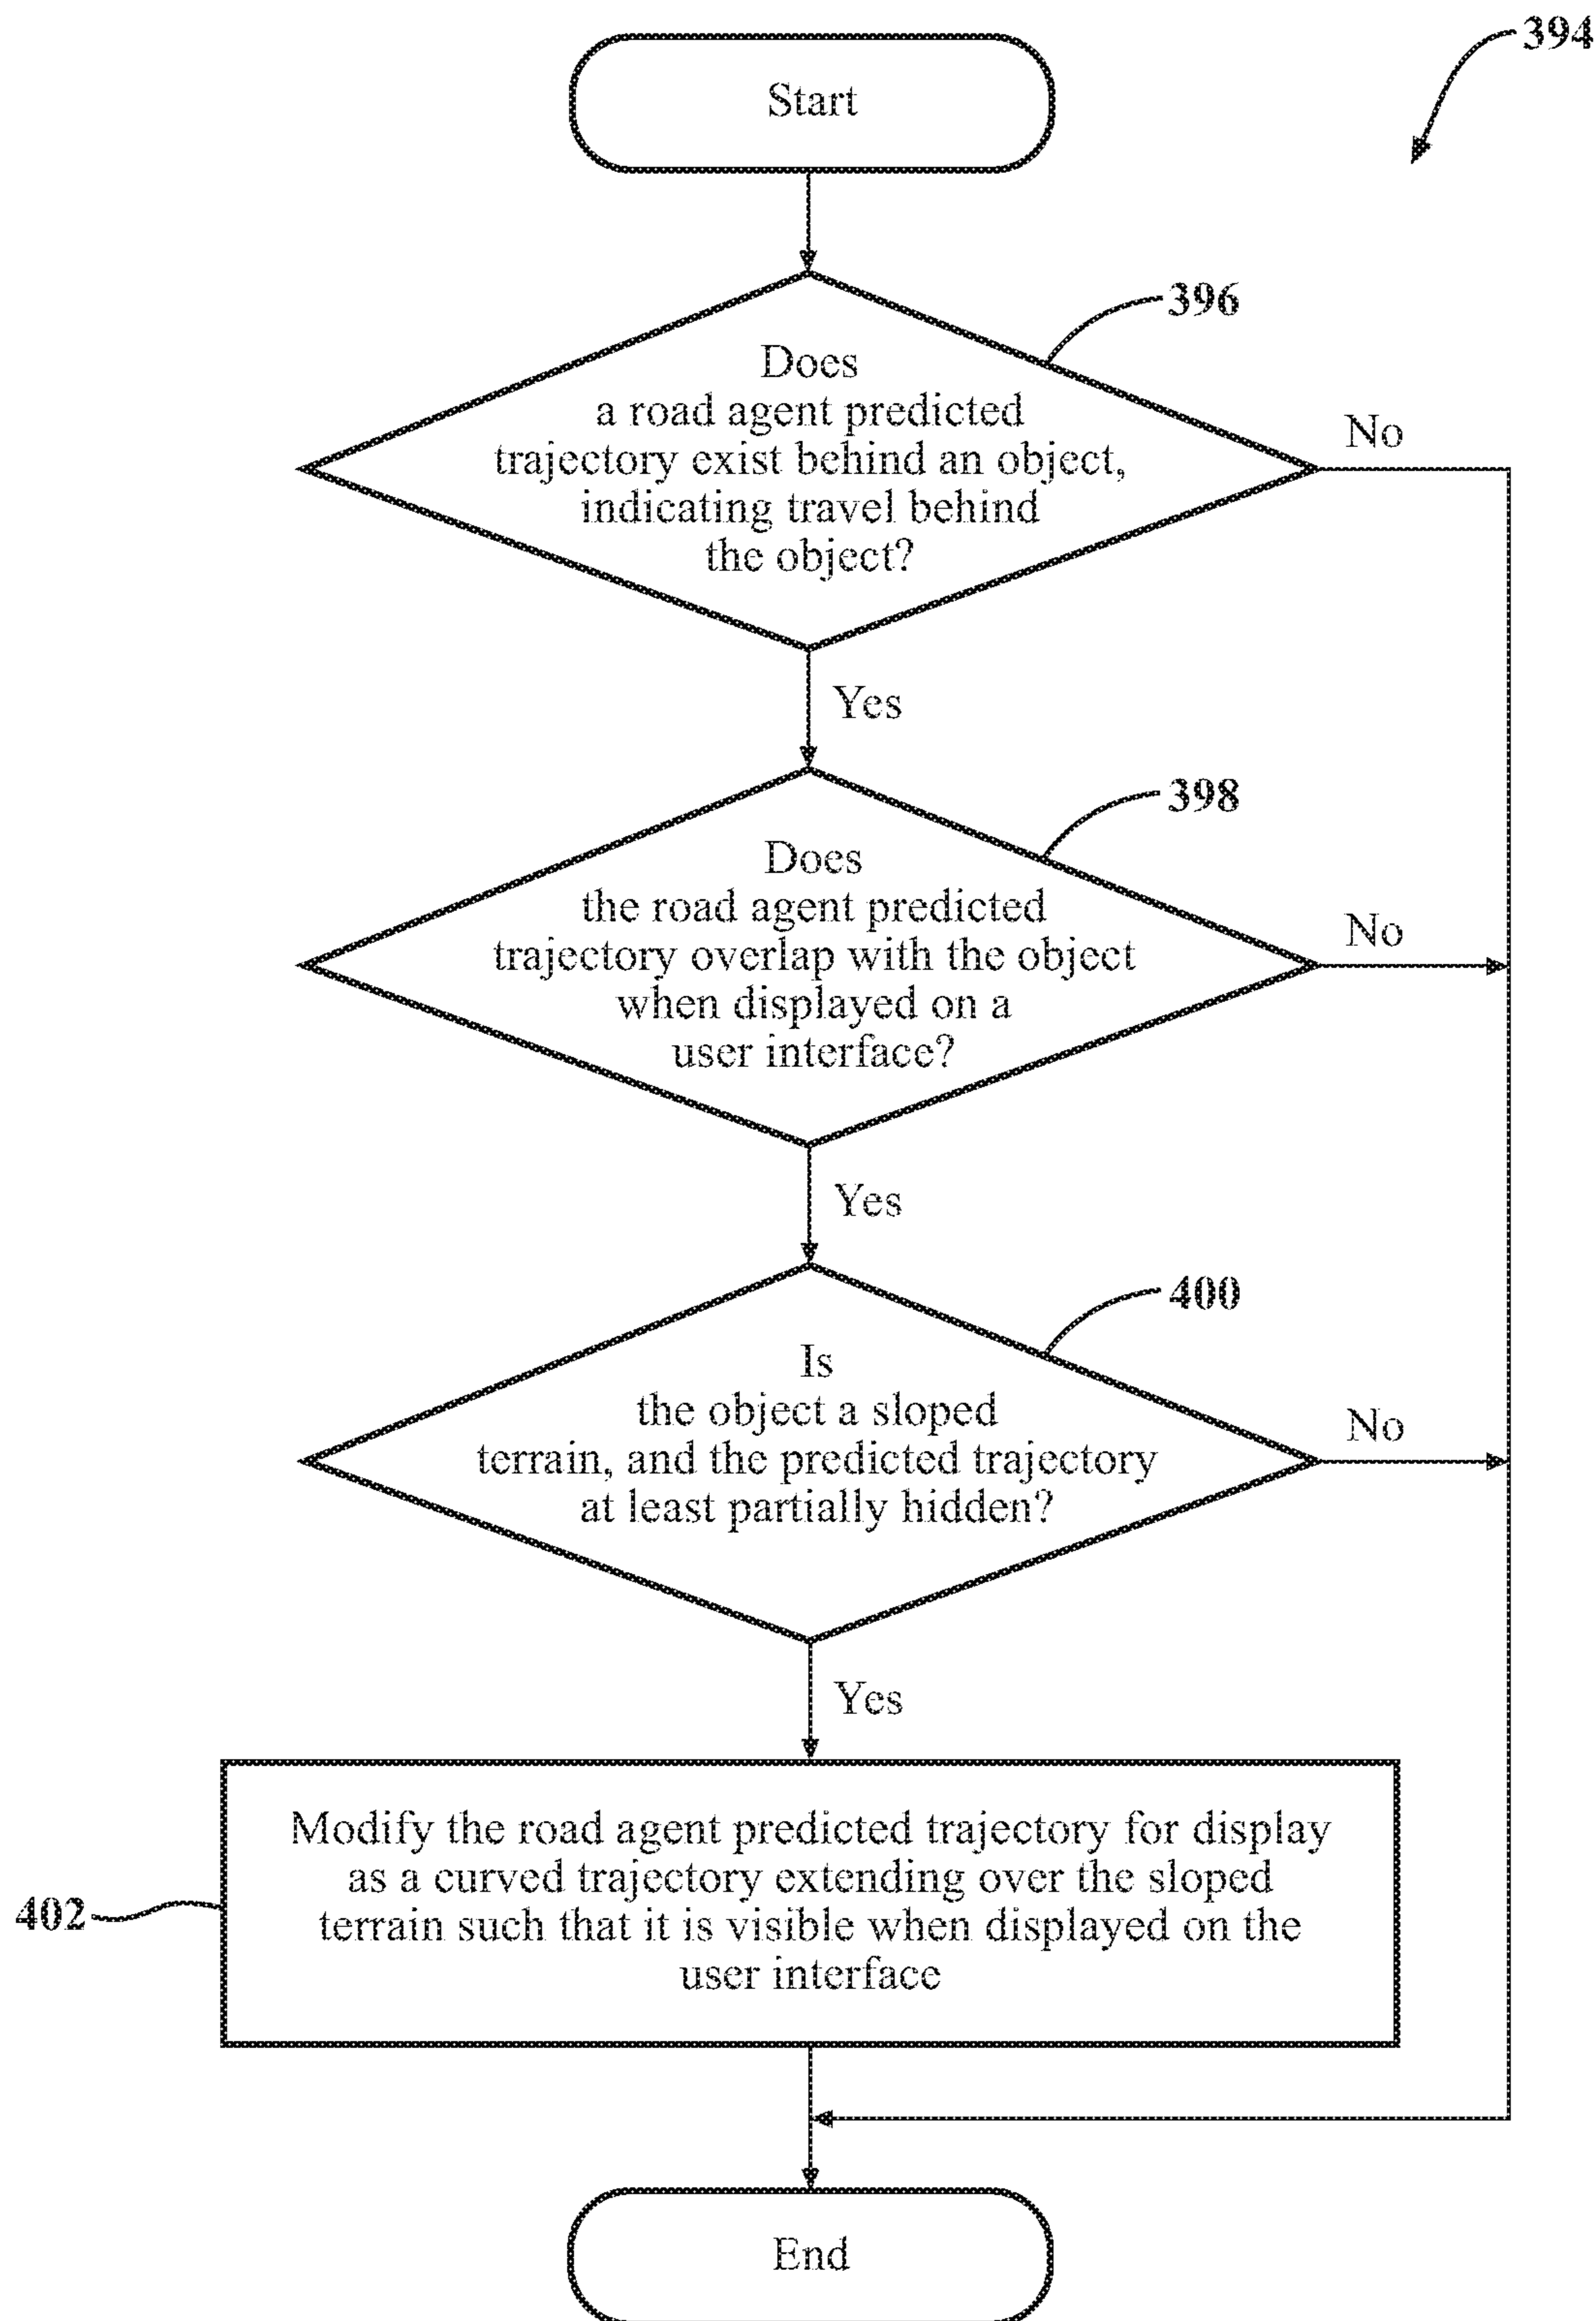 394
Start
396
Does
a road agent predicted
trajectory exist behind an object,
indicating travel behind
the object?
No
Yes
398
Does
the road agent predicted
trajectory overlap with the object
when displayed on a
user interface?
No
Yes
400
Is
the object a sloped
terrain, and the predicted trajectory
at least partially hidden?
No
Yes
Modify the road agent predicted trajectory for display
as a curved trajectory extending over the sloped
402
terrain such that it is visible when displayed on the
user interface
End